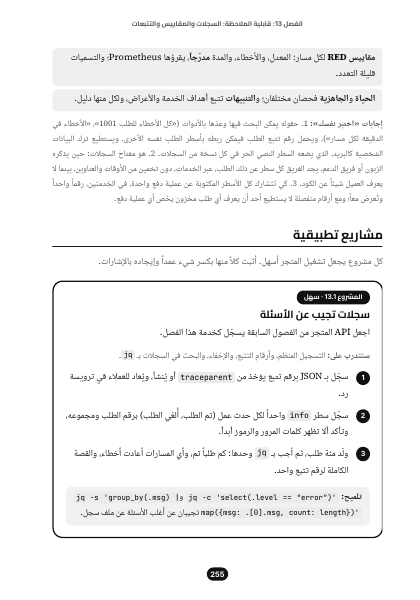 الفصل 13: قابلية الملاحظة: السجلات والمقاييس والتتبعات
مقاييس RED لكل مسار: المعدل، والأخطاء، والمدة مدرّجاً، يقرؤها Prometheus؛ والتسميات
قليلة التعدد.
الحياة والجاهزية فحصان مختلفان؛ والتنبيهات تتبع أهداف الخدمة والأعراض، ولكل منها دليل.
إجابات «اختبر نفسك»: 1. حقوله يمكن البحث فيها وعدّها بالأدوات («كل الأخطاء للطلب 1001»، «الأخطاء في
الدقيقة لكل مسار»)، ويحمل رقم تتبع الطلب فيمكن ربطه بأسطر الطلب نفسه الأخرى، ويستطيع ترك البيانات
الشخصية كالبريد، الذي يضعه السطر النصي الحر في كل نسخة من السجلات. 2. هو مفتاح السجلات: حين يذكره
الزبون أو فريق الدعم، يجد الفريق كل سطر عن ذلك الطلب، عبر الخدمات، دون تخمين من الأوقات والعناوين، بينما لا
يعرف العميل شيئاً عن الكود. 3. كي تتشارك كل الأسطر المكتوبة عن عملية دفع واحدة، في الخدمتين، رقماً واحداً
وتُعرض معاً؛ ومع أرقام منفصلة لا يستطيع أحد أن يعرف أي طلب مخزون يخص أي عملية دفع.
مشاريع تطبيقية
كل مشروع يجعل تشغيل المتجر أسهل. أثبت كلاً منها بكسر شيء عمداً وإيجاده بالإشارات.
المشروع 13.1 · سهل
سجلات تجيب عن الأسئلة
اجعل API المتجر من الفصول السابقة يسجّل كخدمة هذا الفصل.
ستتدرب على: التسجيل المنظم، وأرقام التتبع، والإخفاء، والبحث في السجلات بـ jq.
1 سجّل بـ JSON برقم تتبع يؤخذ من traceparent أو يُنشأ، ويُعاد للعملاء في ترويسة
رد.
2 سجّل سطر info واحداً لكل حدث عمل (تم الطلب، أُلغي الطلب) برقم الطلب ومجموعه،
وتأكد ألا تظهر كلمات المرور والرموز أبداً.
3 ولّد مئة طلب، ثم أجب بـ jq وحدها: كم طلباً تم، وأي المسارات أعادت أخطاء، والقصة
الكاملة لرقم تتبع واحد.
تلميح: jq -c 'select(.level == "error")' و jq -s 'group_by(.msg) |
map({msg: .[0].msg, count: length})' تجيبان عن أغلب الأسئلة عن ملف سجل.
255